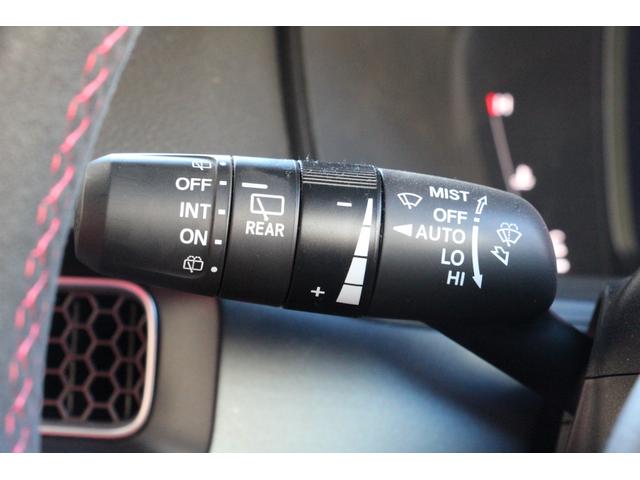 OFF
INT
ON
REAR
−
+
MIST
OFF
AUTO
LO
HI